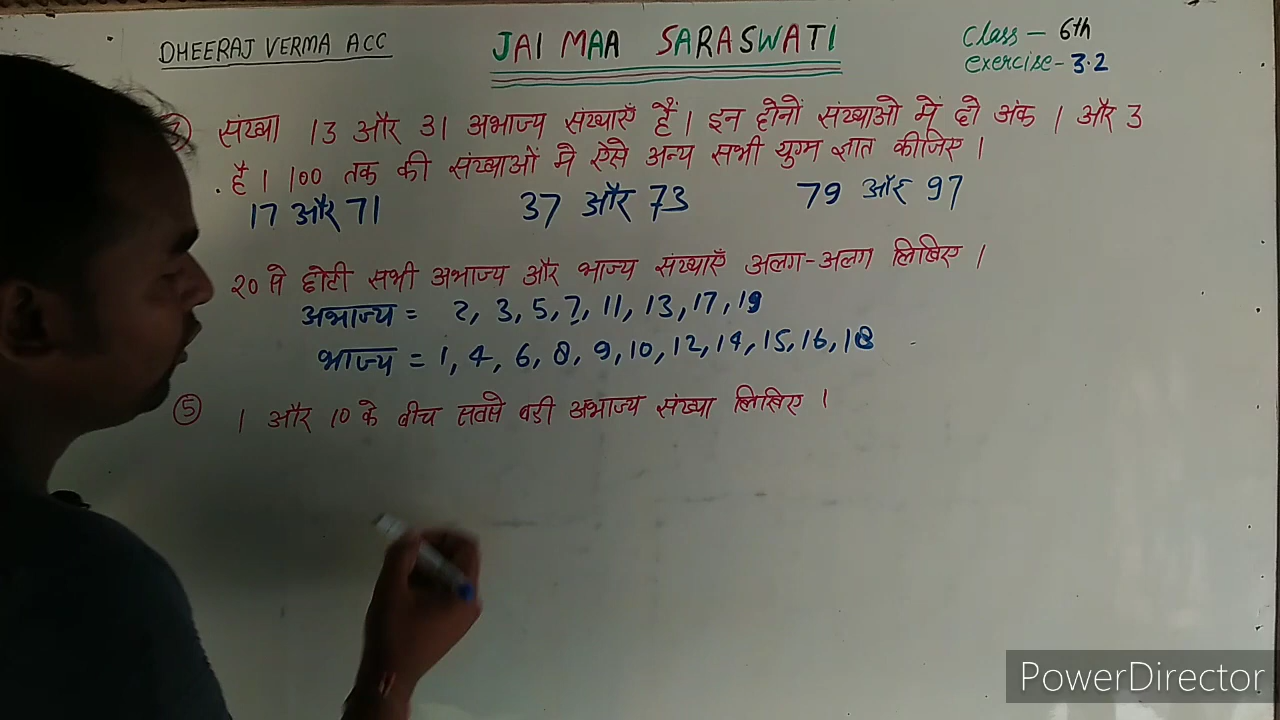 DHEERAJ VERMA ACC
JAI MAA SARASWATI
Class - 6th
exercise - 3.2
संख्या 13 और 31 अभाज्य संख्याएँ हैं। इन दोनों संख्याओ में दो अंक 1 और 3
है। 100 तक की संख्याओं मे ऐसे अन्य सभी युग्म ज्ञात कीजिए।
17 और 71 37 और 73 79 और 97
२० से छोटी सभी अभाज्य और भाज्य संख्याएँ अलग-अलग लिखिए।
अभाज्य = 2, 3, 5, 7, 11, 13, 17, 19
भाज्य = 1, 4, 6, 8, 9, 10, 12, 14, 15, 16, 18
⑤ 1 और 10 के बीच सबसे बड़ी अभाज्य संख्या लिखिए।
PowerDirector